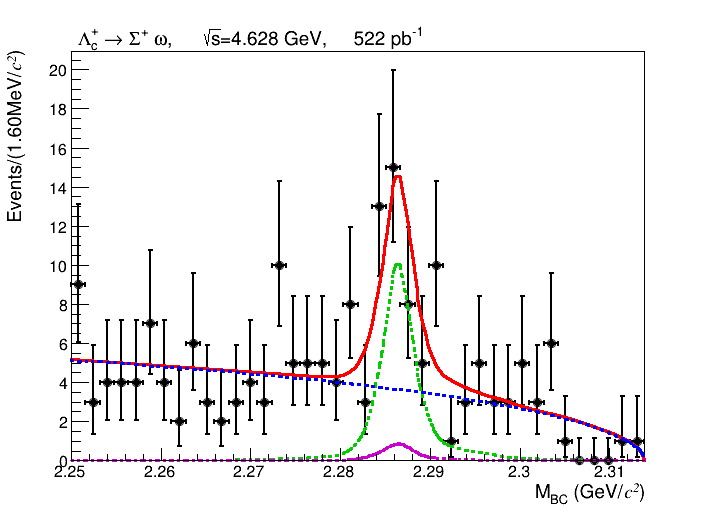 Λc+ → Σ+ ω, √s=4.628 GeV, 522 pb-1
Events/(1.60MeV/c2)
20
18
16
14
12
10
8
6
4
2
0
2.25 2.26 2.27 2.28 2.29 2.3 2.31
MBC (GeV/c2)